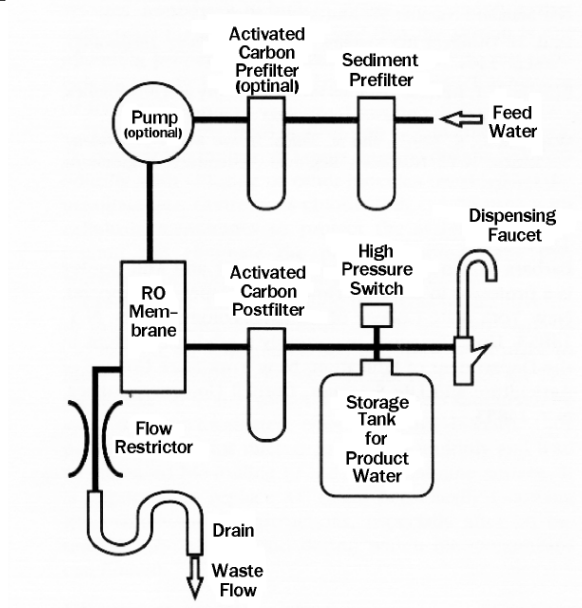 Activated
Carbon
Prefilter
(optinal)
Sediment
Prefilter
Pump
(optional)
Feed
Water
Dispensing
Faucet
High
Pressure
Switch
Activated
Carbon
Postfilter
RO
Mem-
brane
Storage
Tank
for
Product
Water
Flow
Restrictor
Drain
Waste
Flow